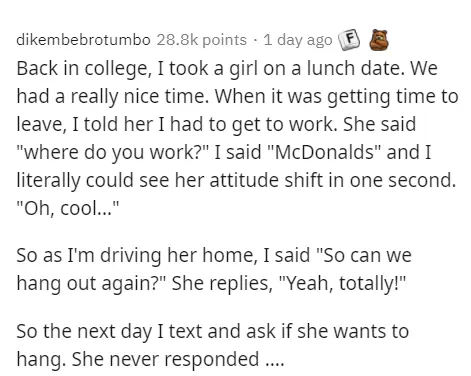 dikembebrotumbo 28.8k points · 1 day ago F
Back in college, I took a girl on a lunch date. We
had a really nice time. When it was getting time to
leave, I told her I had to get to work. She said
"where do you work?" I said "McDonalds" and I
literally could see her attitude shift in one second.
"Oh, cool..."
So as I'm driving her home, I said "So can we
hang out again?" She replies, "Yeah, totally!"
So the next day I text and ask if she wants to
hang. She never responded ....